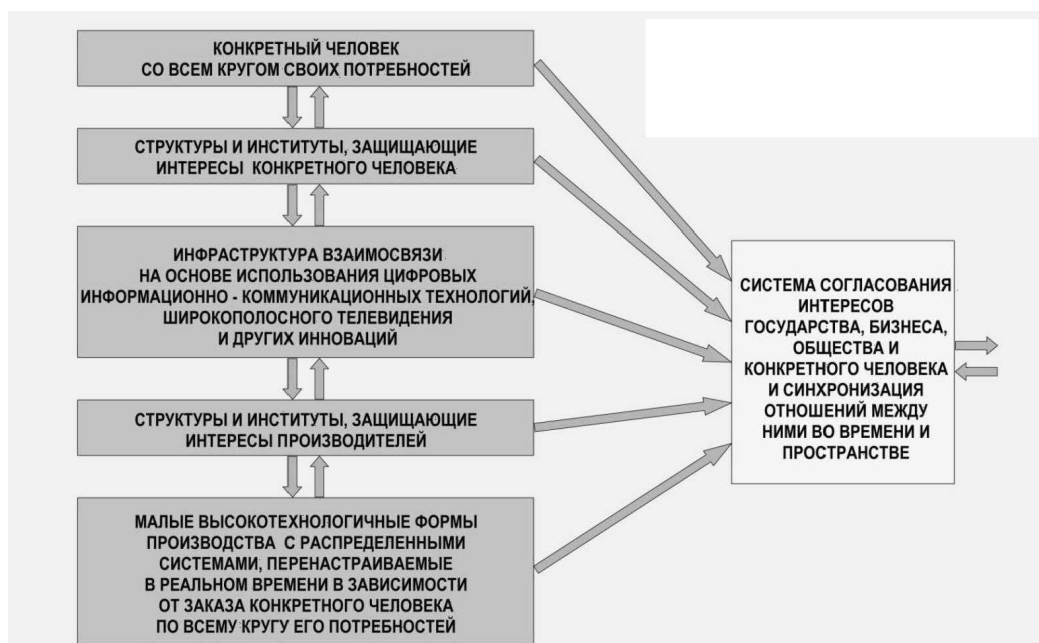 КОНКРЕТНЫЙ ЧЕЛОВЕК
СО ВСЕМ КРУГОМ СВОИХ ПОТРЕБНОСТЕЙ
СТРУКТУРЫ И ИНСТИТУТЫ, ЗАЩИЩАЮЩИЕ
ИНТЕРЕСЫ КОНКРЕТНОГО ЧЕЛОВЕКА
ИНФРАСТРУКТУРА ВЗАИМОСВЯЗИ
НА ОСНОВЕ ИСПОЛЬЗОВАНИЯ ЦИФРОВЫХ
ИНФОРМАЦИОННО - КОММУНИКАЦИОННЫХ ТЕХНОЛОГИЙ,
ШИРОКОПОЛОСНОГО ТЕЛЕВИДЕНИЯ
И ДРУГИХ ИННОВАЦИЙ
СТРУКТУРЫ И ИНСТИТУТЫ, ЗАЩИЩАЮЩИЕ
ИНТЕРЕСЫ ПРОИЗВОДИТЕЛЕЙ
МАЛЫЕ ВЫСОКОТЕХНОЛОГИЧНЫЕ ФОРМЫ
ПРОИЗВОДСТВА С РАСПРЕДЕЛЕННЫМИ
СИСТЕМАМИ, ПЕРЕНАСТРАИВАЕМЫЕ
В РЕАЛЬНОМ ВРЕМЕНИ В ЗАВИСИМОСТИ
ОТ ЗАКАЗА КОНКРЕТНОГО ЧЕЛОВЕКА
ПО ВСЕМУ КРУГУ ЕГО ПОТРЕБНОСТЕЙ
СИСТЕМА СОГЛАСОВАНИЯ
ИНТЕРЕСОВ
ГОСУДАРСТВА, БИЗНЕСА,
ОБЩЕСТВА И
КОНКРЕТНОГО ЧЕЛОВЕКА
И СИНХРОНИЗАЦИЯ
ОТНОШЕНИЙ МЕЖДУ
НИМИ ВО ВРЕМЕНИ И
ПРОСТРАНСТВЕ